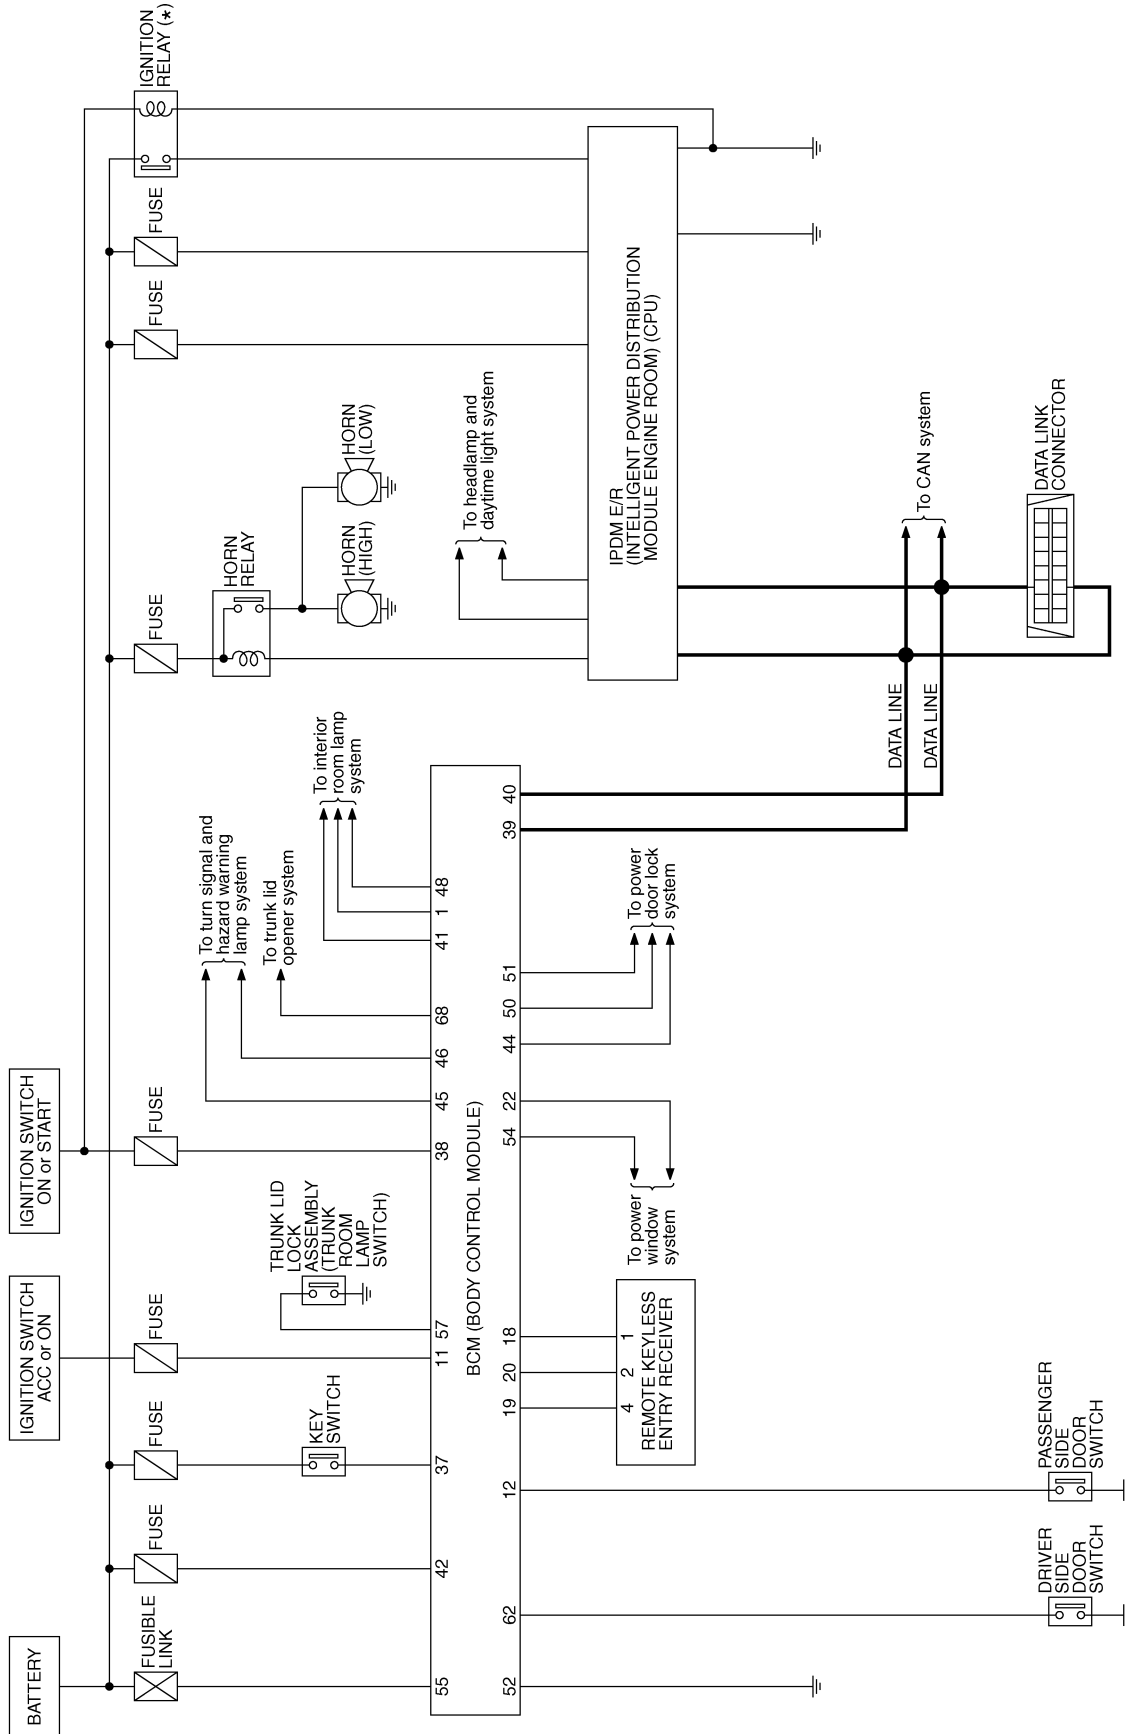 BATTERY
IGNITION SWITCH
ACC or ON
IGNITION SWITCH
ON or START
FUSIBLE
LINK
FUSE
FUSE
FUSE
FUSE
FUSE
FUSE
FUSE
IGNITION
RELAY (*)
KEY
SWITCH
TRUNK LID
LOCK
ASSEMBLY
(TRUNK
ROOM
LAMP
SWITCH)
To turn signal and
hazard warning
lamp system
To trunk lid
opener system
To interior
room lamp
system
HORN
RELAY
HORN
(HIGH)
HORN
(LOW)
To headlamp and
daytime light system
55
42
37
11
57
38
45
46
68
41
1
48
BCM (BODY CONTROL MODULE)
52
62
12
19
20
18
54
22
44
50
51
39
40
IPDM E/R
(INTELLIGENT POWER DISTRIBUTION
MODULE ENGINE ROOM) (CPU)
4
2
1
REMOTE KEYLESS
ENTRY RECEIVER
To power
window
system
To power
door lock
system
DATA LINE
DATA LINE
To CAN system
DATA LINK
CONNECTOR
DRIVER
SIDE
DOOR
SWITCH
PASSENGER
SIDE
DOOR
SWITCH